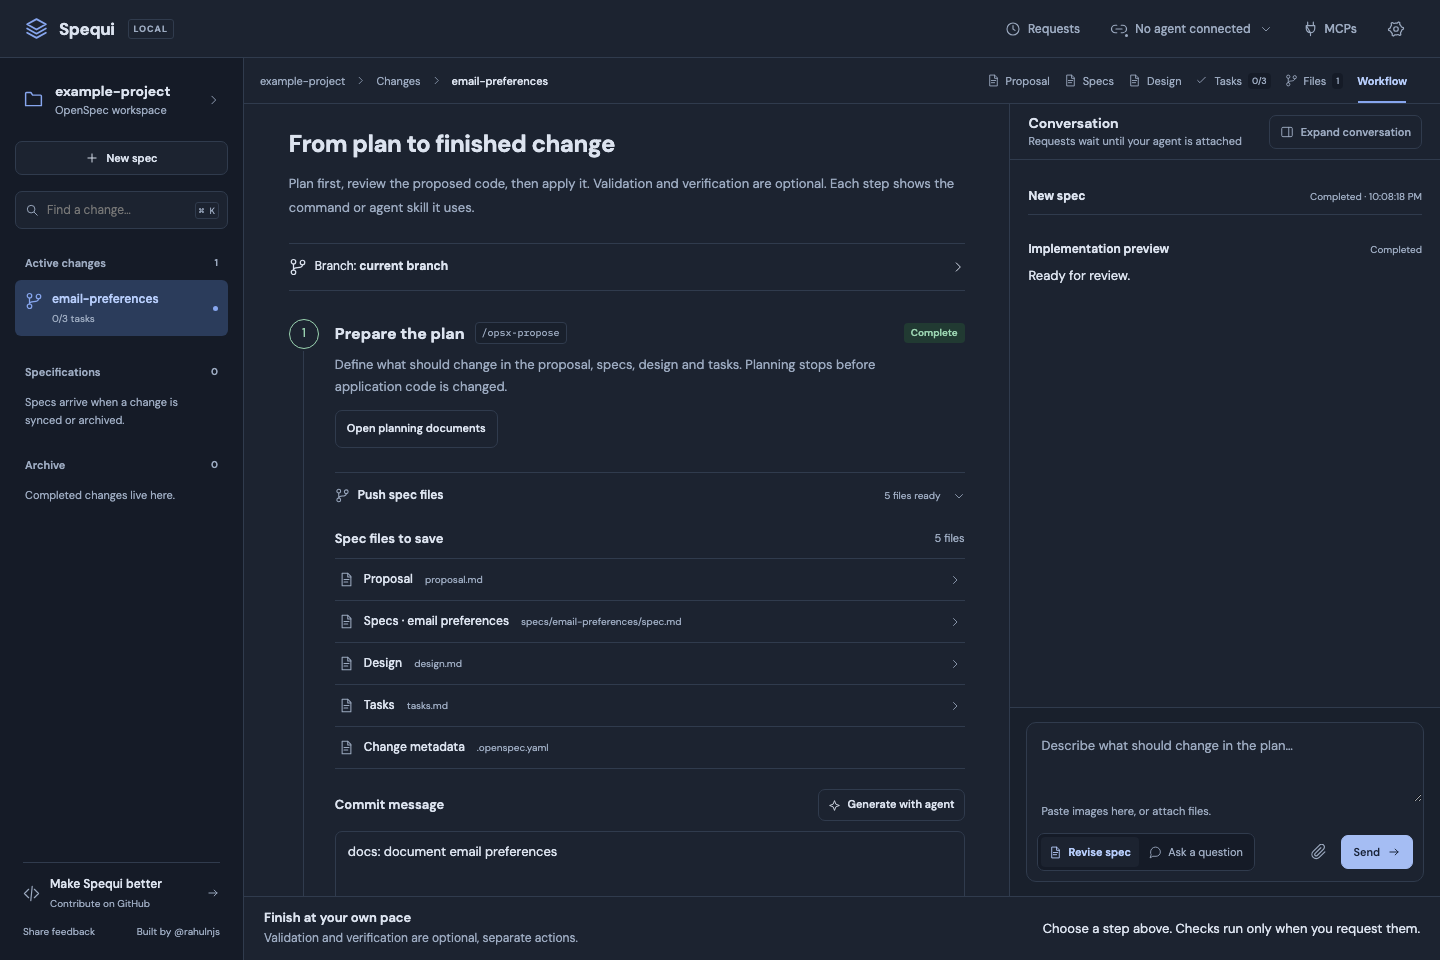 Spequi
LOCAL
Requests
No agent connected
MCPs
example-project
OpenSpec workspace
New spec
Find a change...
⌘ K
Active changes 1
email-preferences
0/3 tasks
Specifications 0
Specs arrive when a change is
synced or archived.
Archive 0
Completed changes live here.
Make Spequi better
Contribute on GitHub
Share feedback
Built by @rahulnjs
example-project
Changes
email-preferences
Proposal
Specs
Design
Tasks 0/3
Files 1
Workflow
From plan to finished change
Plan first, review the proposed code, then apply it. Validation and verification are optional. Each step shows the
command or agent skill it uses.
Branch: current branch
1
Prepare the plan
/opsx-propose
Complete
Define what should change in the proposal, specs, design and tasks. Planning stops before
application code is changed.
Open planning documents
Push spec files
5 files ready
Spec files to save
5 files
Proposal proposal.md
Specs · email preferences specs/email-preferences/spec.md
Design design.md
Tasks tasks.md
Change metadata .openspec.yaml
Commit message
Generate with agent
docs: document email preferences
Conversation
Requests wait until your agent is attached
Expand conversation
New spec
Completed · 10:08:18 PM
Implementation preview
Completed
Ready for review.
Describe what should change in the plan...
Paste images here, or attach files.
Revise spec
Ask a question
Send
Finish at your own pace
Validation and verification are optional, separate actions.
Choose a step above. Checks run only when you request them.